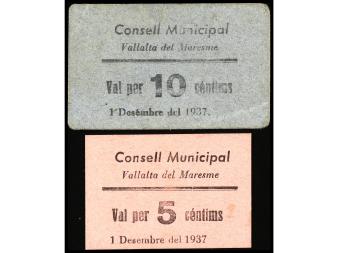 Consell Municipal
Vallalta del Maresme
Val per 10 céntims
1 Desembre del 1937.
Consell Municipal
Vallalta del Maresme
Val per 5 céntims
1 Desembre del 1937